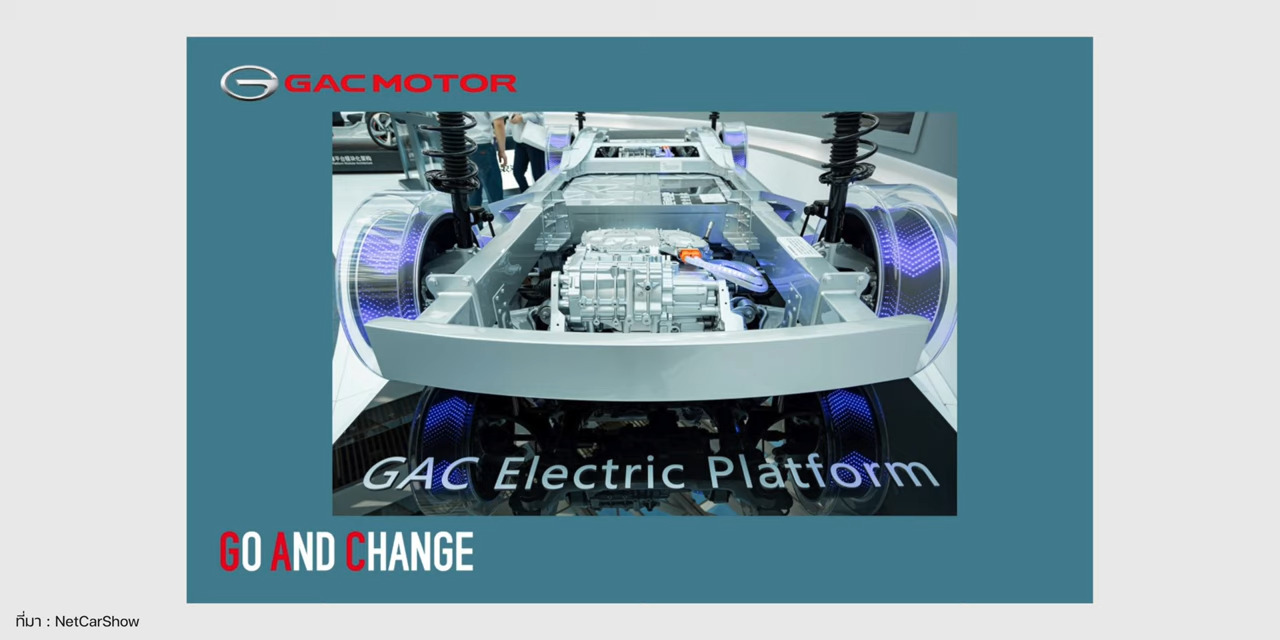 GAC MOTOR
GAC Electric Platform
GO AND CHANGE
ที่มา : NetCarShow